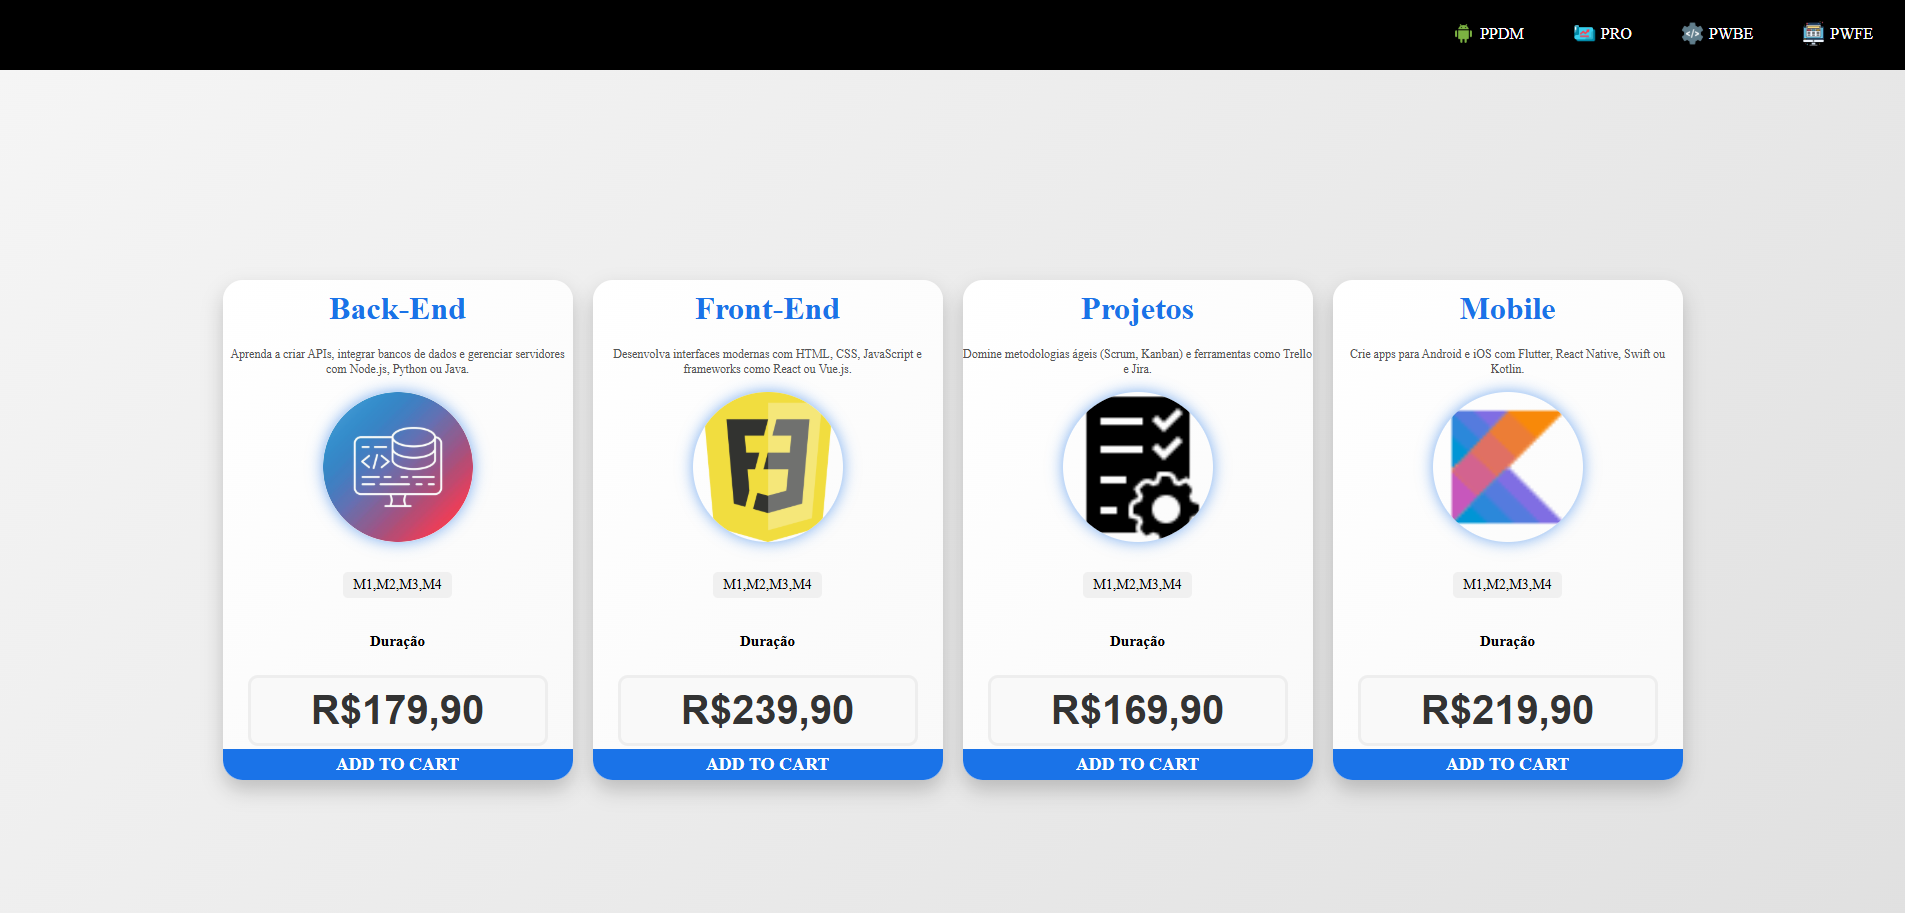 PPDM PRO PWBE PWFE
Back-End
Aprenda a criar APIs, integrar bancos de dados e gerenciar servidores
com Node.js, Python ou Java.
M1,M2,M3,M4
Duração
R$179,90
ADD TO CART
Front-End
Desenvolva interfaces modernas com HTML, CSS, JavaScript e
frameworks como React ou Vue.js.
M1,M2,M3,M4
Duração
R$239,90
ADD TO CART
Projetos
Domine metodologias ágeis (Scrum, Kanban) e ferramentas como Trello
e Jira.
M1,M2,M3,M4
Duração
R$169,90
ADD TO CART
Mobile
Crie apps para Android e iOS com Flutter, React Native, Swift ou
Kotlin.
M1,M2,M3,M4
Duração
R$219,90
ADD TO CART